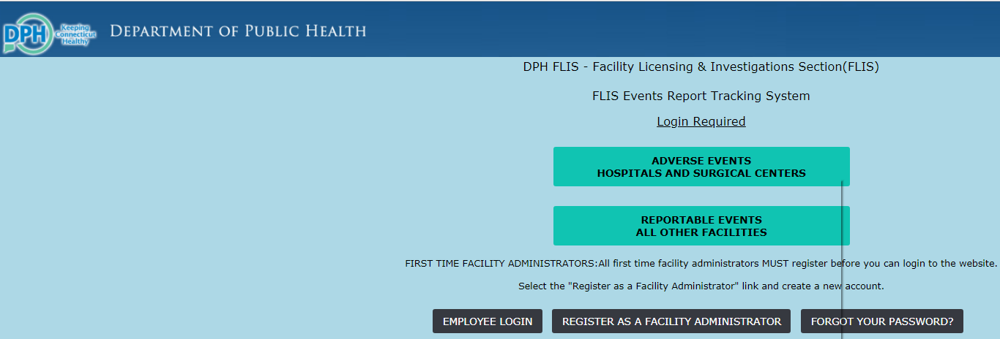 DPH
Keeping
Connecticut
Healthy
DEPARTMENT OF PUBLIC HEALTH
DPH FLIS - Facility Licensing & Investigations Section(FLIS)
FLIS Events Report Tracking System
Login Required
ADVERSE EVENTS
HOSPITALS AND SURGICAL CENTERS
REPORTABLE EVENTS
ALL OTHER FACILITIES
FIRST TIME FACILITY ADMINISTRATORS:All first time facility administrators MUST register before you can login to the website.
Select the "Register as a Facility Administrator" link and create a new account.
EMPLOYEE LOGIN
REGISTER AS A FACILITY ADMINISTRATOR
FORGOT YOUR PASSWORD?